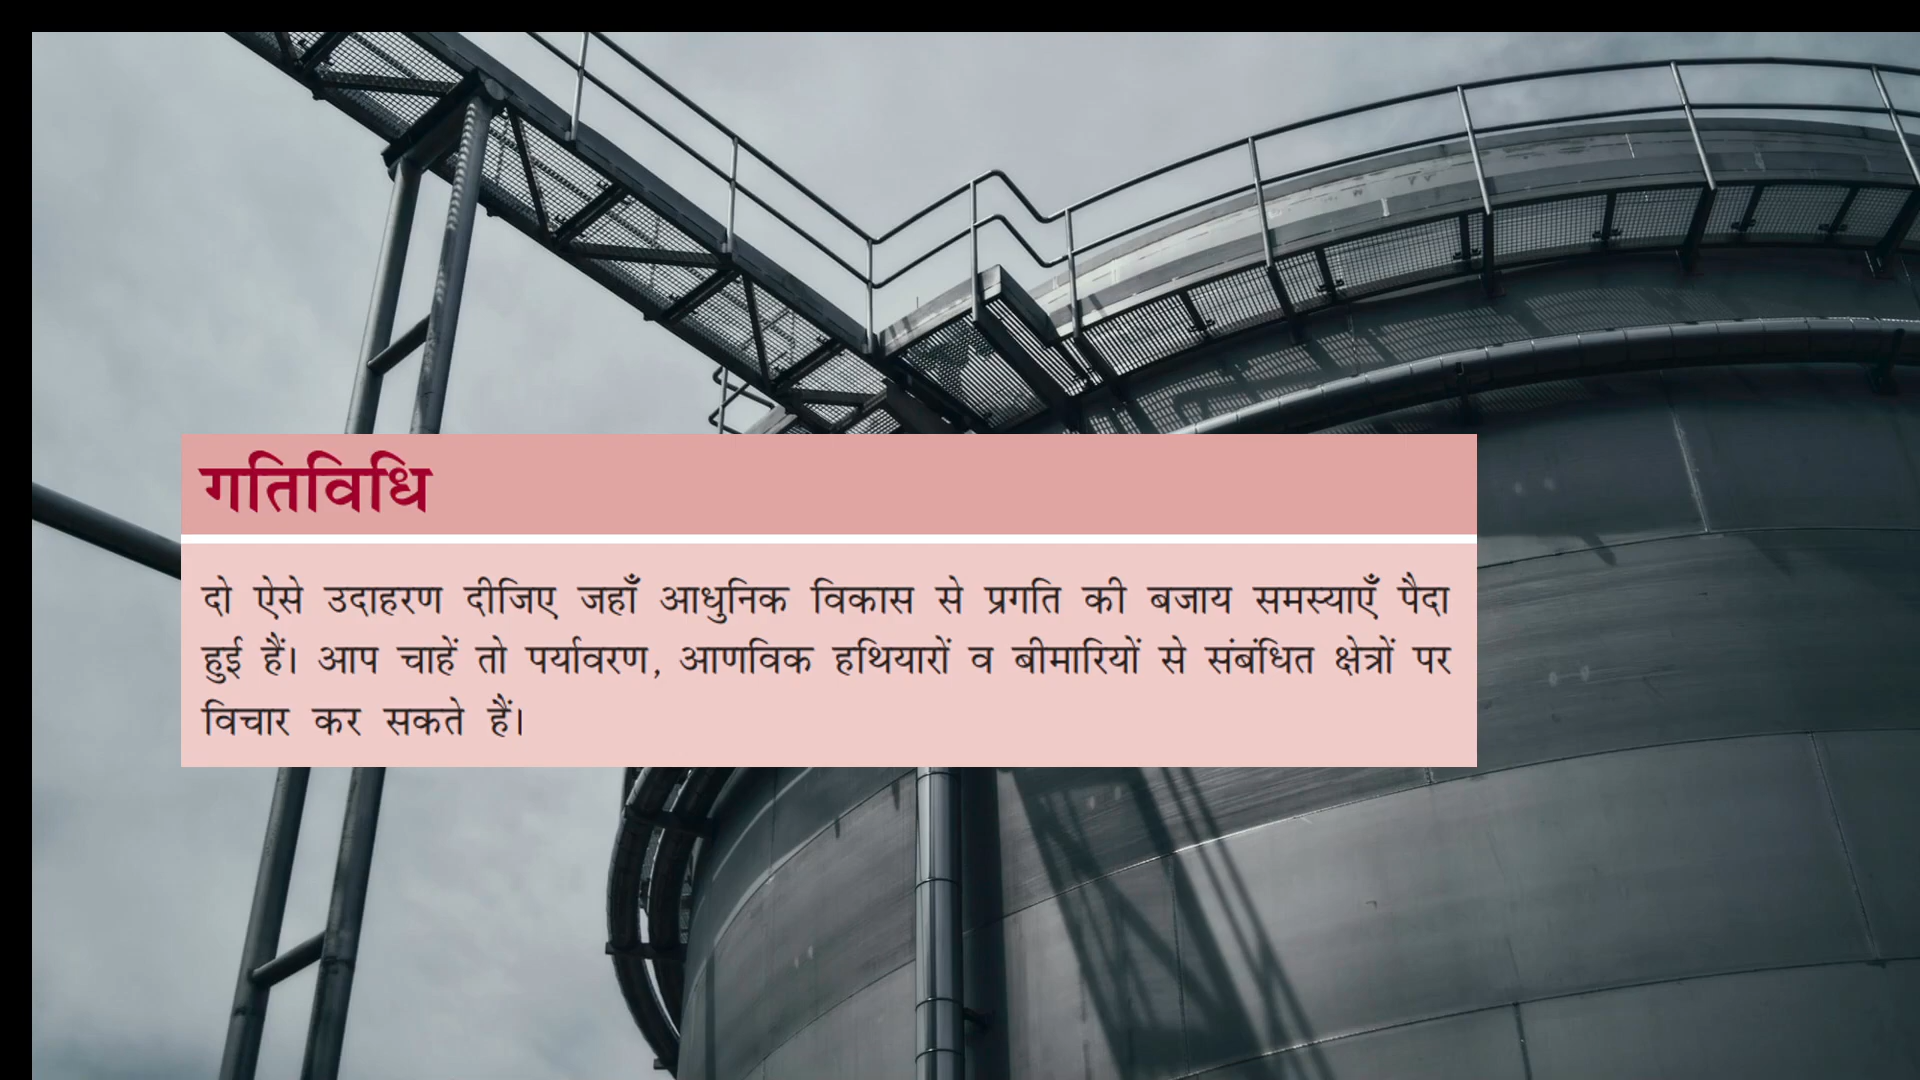 गतिविधि
दो ऐसे उदाहरण दीजिए जहाँ आधुनिक विकास से प्रगति की बजाय समस्याएँ पैदा
हुई हैं। आप चाहें तो पर्यावरण, आणविक हथियारों व बीमारियों से संबंधित क्षेत्रों पर
विचार कर सकते हैं।